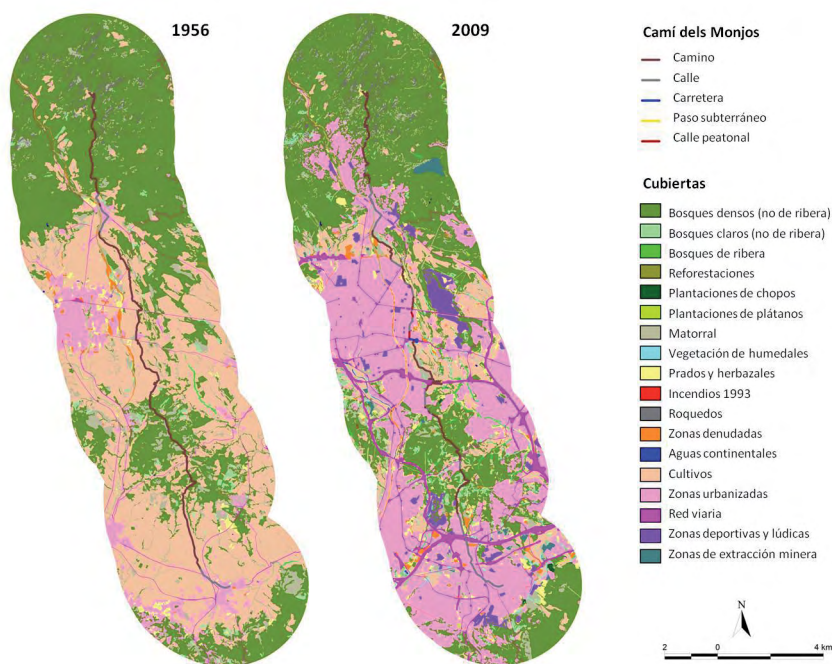 1956
2009
Camí dels Monjos
Camino
Calle
Carretera
Paso subterráneo
Calle peatonal
Cubiertas
Bosques densos (no de ribera)
Bosques claros (no de ribera)
Bosques de ribera
Reforestaciones
Plantaciones de chopos
Plantaciones de plátanos
Matorral
Vegetación de humedales
Prados y herbazales
Incendios 1993
Roquedos
Zonas denudadas
Aguas continentales
Cultivos
Zonas urbanizadas
Red viaria
Zonas deportivas y lúdicas
Zonas de extracción minera
N
2 0 4 km